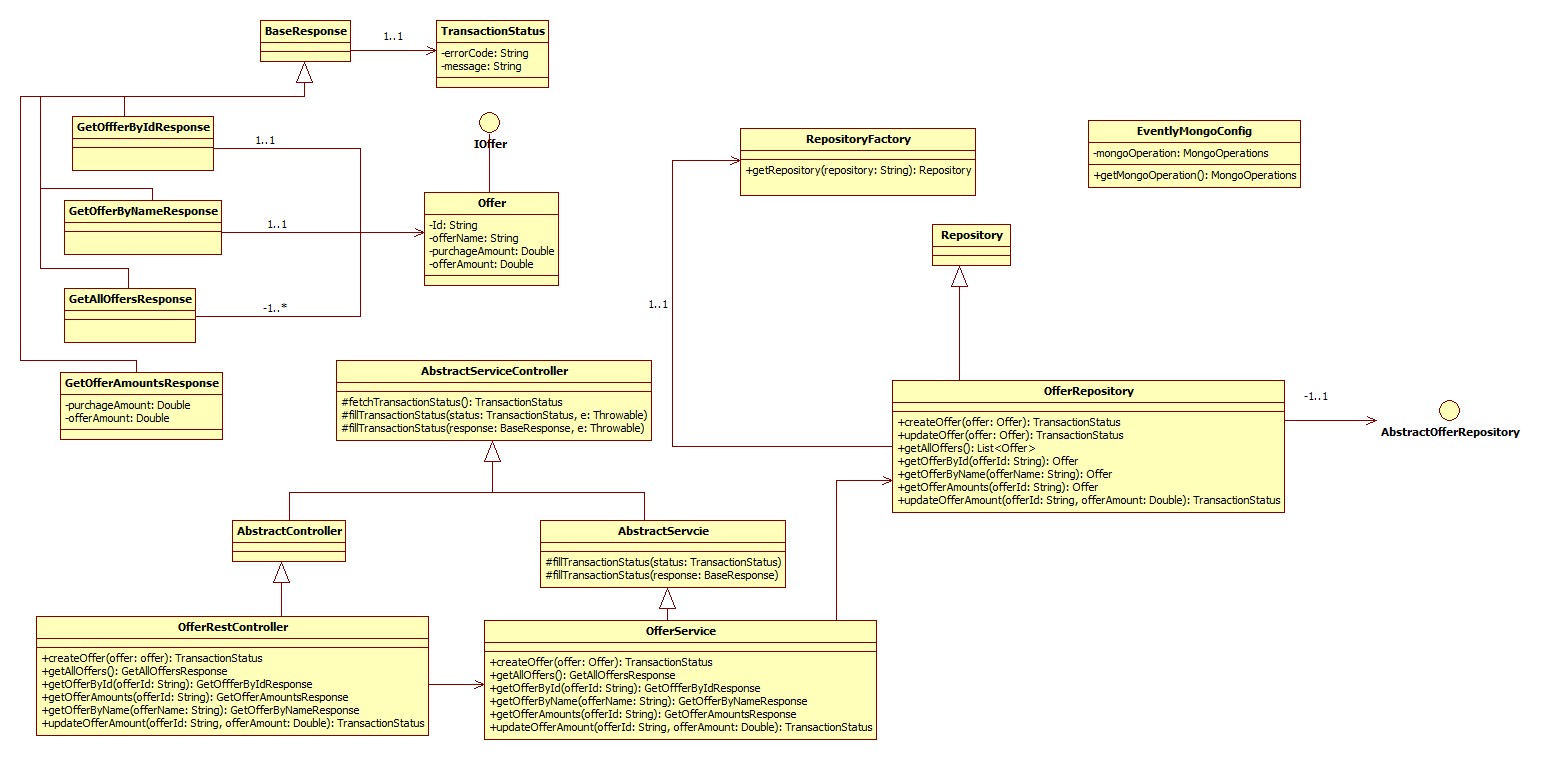 BaseResponse
1..1
TransactionStatus
-errorCode: String
-message: String
GetOffferByIdResponse
1..1
GetOfferByNameResponse
1..1
GetAllOffersResponse
-1..*
GetOfferAmountsResponse
-purchageAmount: Double
-offerAmount: Double
IOffer
Offer
-Id: String
-offerName: String
-purchageAmount: Double
-offerAmount: Double
RepositoryFactory
+getRepository(repository: String): Repository
EventlyMongoConfig
-mongoOperation: MongoOperations
+getMongoOperation(): MongoOperations
Repository
1..1
AbstractServiceController
#fetchTransactionStatus(): TransactionStatus
#fillTransactionStatus(status: TransactionStatus, e: Throwable)
#fillTransactionStatus(response: BaseResponse, e: Throwable)
OfferRepository
+createOffer(offer: Offer): TransactionStatus
+updateOffer(offer: Offer): TransactionStatus
+getAllOffers(): List<Offer>
+getOfferById(offerId: String): Offer
+getOfferByName(offerName: String): Offer
+getOfferAmounts(offerId: String): Offer
+updateOfferAmount(offerId: String, offerAmount: Double): TransactionStatus
-1..1
AbstractOfferRepository
AbstractController
AbstractServcie
#fillTransactionStatus(status: TransactionStatus)
#fillTransactionStatus(response: BaseResponse)
OfferRestController
+createOffer(offer: offer): TransactionStatus
+getAllOffers(): GetAllOffersResponse
+getOfferById(offerId: String): GetOffferByIdResponse
+getOfferAmounts(offerId: String): GetOfferAmountsResponse
+getOfferByName(offerName: String): GetOfferByNameResponse
+updateOfferAmount(offerId: String, offerAmount: Double): TransactionStatus
OfferService
+createOffer(offer: Offer): TransactionStatus
+getAllOffers(): GetAllOffersResponse
+getOfferById(offerId: String): GetOffferByIdResponse
+getOfferByName(offerName: String): GetOfferByNameResponse
+getOfferAmounts(offerId: String): GetOfferAmountsResponse
+updateOfferAmount(offerId: String, offerAmount: Double): TransactionStatus